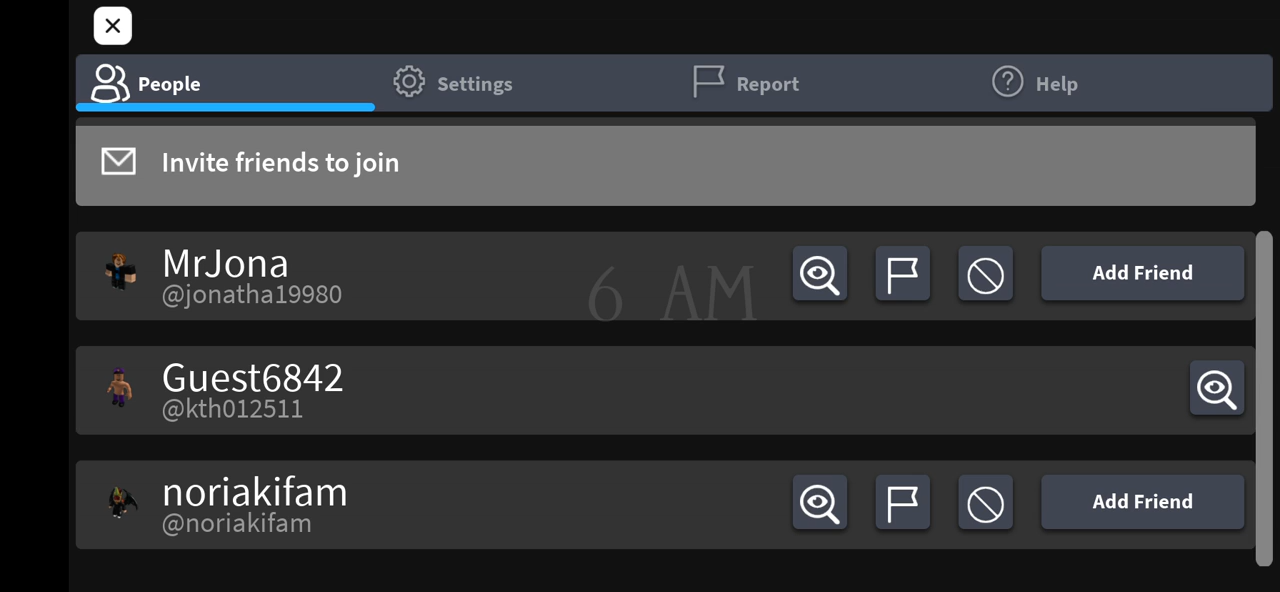 People
Settings
Report
Help
Invite friends to join
MrJona
@jonatha19980
6 AM
Add Friend
Guest6842
@kth012511
noriakifam
@noriakifam
Add Friend